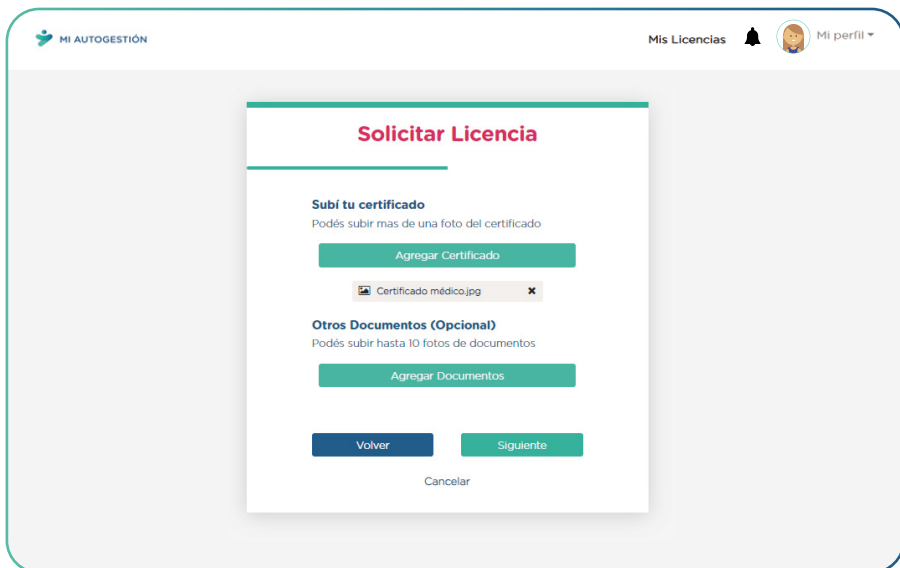 MI AUTOGESTIÓN
Mis Licencias
Mi perfil
Solicitar Licencia
Subí tu certificado
Podés subir mas de una foto del certificado
Agregar Certificado
Certificado médico.jpg
Otros Documentos (Opcional)
Podés subir hasta 10 fotos de documentos
Agregar Documentos
Volver
Siguiente
Cancelar